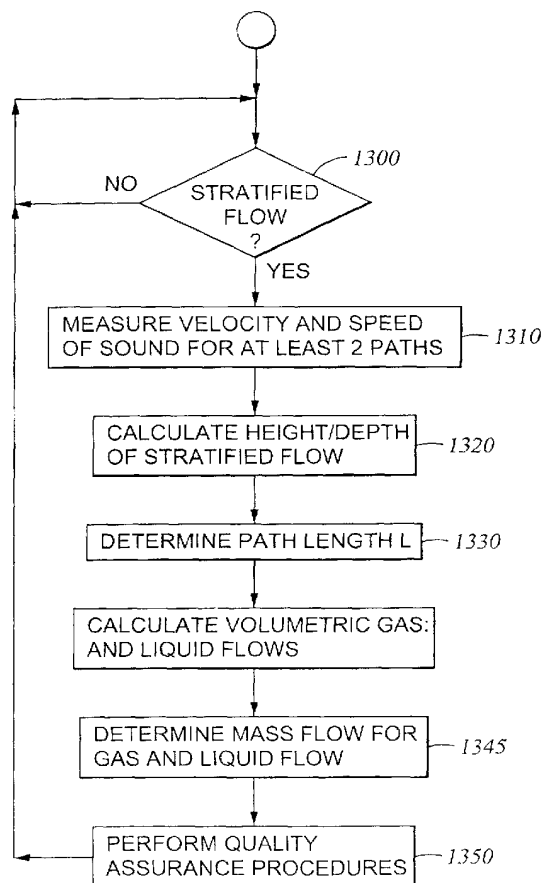 1300
NO
STRATIFIED
FLOW
?
YES
MEASURE VELOCITY AND SPEED
OF SOUND FOR AT LEAST 2 PATHS
1310
CALCULATE HEIGHT/DEPTH
OF STRATIFIED FLOW
1320
DETERMINE PATH LENGTH L
1330
CALCULATE VOLUMETRIC GAS:
AND LIQUID FLOWS
DETERMINE MASS FLOW FOR
GAS AND LIQUID FLOW
1345
PERFORM QUALITY
ASSURANCE PROCEDURES
1350